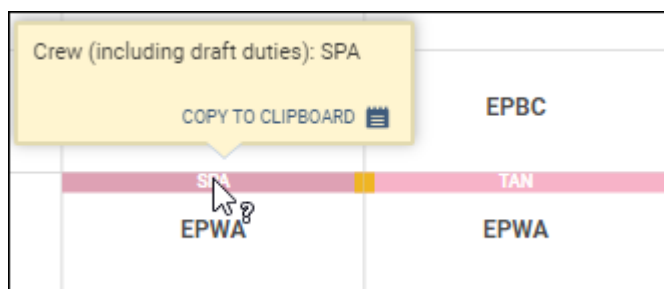 Crew (including draft duties): SPA
COPY TO CLIPBOARD
EPBC
SPA
TAN
EPWA
EPWA